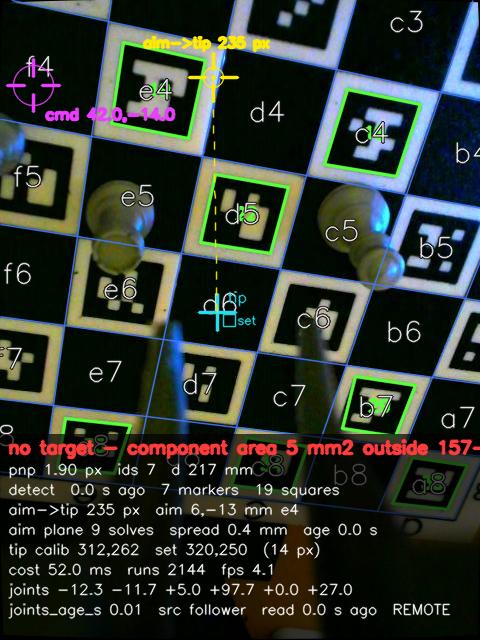 c3
aim->tip 235 px
f4
e4
d4
c4
cmd 42.0,-14.0
b4
f5
e5
d5
c5
b5
f6
e6
d6
tip
set
c6
b6
f7
e7
d7
c7
b7
a7
no target - component area 5 mm2 outside 157-
c8
b8
a8
pnp 1.90 px ids 7 d 217 mm
detect 0.0 s ago 7 markers 19 squares
aim->tip 235 px aim 6,-13 mm e4
aim plane 9 solves spread 0.4 mm age 0.0 s
tip calib 312,262 set 320,250 (14 px)
cost 52.0 ms runs 2144 fps 4.1
joints -12.3 -11.7 +5.0 +97.7 +0.0 +27.0
joints_age_s 0.01 src follower read 0.0 s ago REMOTE